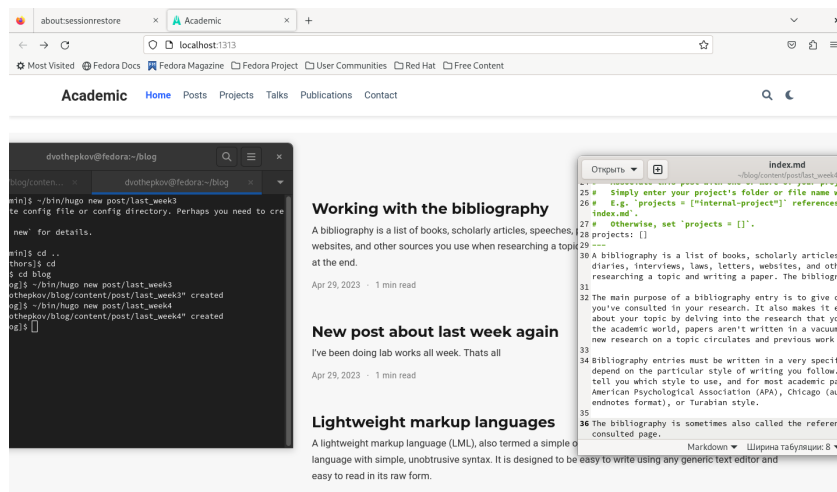 about:sessionrestore × Academic × +
localhost:1313
Most Visited Fedora Docs Fedora Magazine Fedora Project User Communities Red Hat Free Content
Academic Home Posts Projects Talks Publications Contact
dvothepkov@fedora:~/blog
/blog/conten... × dvothepkov@fedora:~/blog ×
min]$ ~/bin/hugo new post/last_week3
te config file or config directory. Perhaps you need to cre
new` for details.
min]$ cd ..
thors]$ cd
$ cd blog
og]$ ~/bin/hugo new post/last_week3
othepkov/blog/content/post/last_week3" created
og]$ ~/bin/hugo new post/last_week4
othepkov/blog/content/post/last_week4" created
og]$
Working with the bibliography
A bibliography is a list of books, scholarly articles, speeches,
websites, and other sources you use when researching a topic
at the end.
Apr 29, 2023 · 1 min read
New post about last week again
I've been doing lab works all week. Thats all
Apr 29, 2023 · 1 min read
Lightweight markup languages
A lightweight markup language (LML), also termed a simple o
language with simple, unobtrusive syntax. It is designed to be easy to write using any generic text editor and
easy to read in its raw form.
Открыть index.md
~/blog/content/post/last_week4
25 # Simply enter your project's folder or file name w
26 # E.g. `projects = ["internal-project"]` references
index.md`.
27 # Otherwise, set `projects = []`.
28 projects: []
29 ---
30 A bibliography is a list of books, scholarly articles
diaries, interviews, laws, letters, websites, and oth
researching a topic and writing a paper. The bibliogr
31
32 The main purpose of a bibliography entry is to give c
you've consulted in your research. It also makes it e
about your topic by delving into the research that yo
the academic world, papers aren't written in a vacuum
new research on a topic circulates and previous work
33
34 Bibliography entries must be written in a very specif
depend on the particular style of writing you follow.
tell you which style to use, and for most academic pa
American Psychological Association (APA), Chicago (au
endnotes format), or Turabian style.
35
36 The bibliography is sometimes also called the referen
consulted page.
Markdown Ширина табуляции: 8